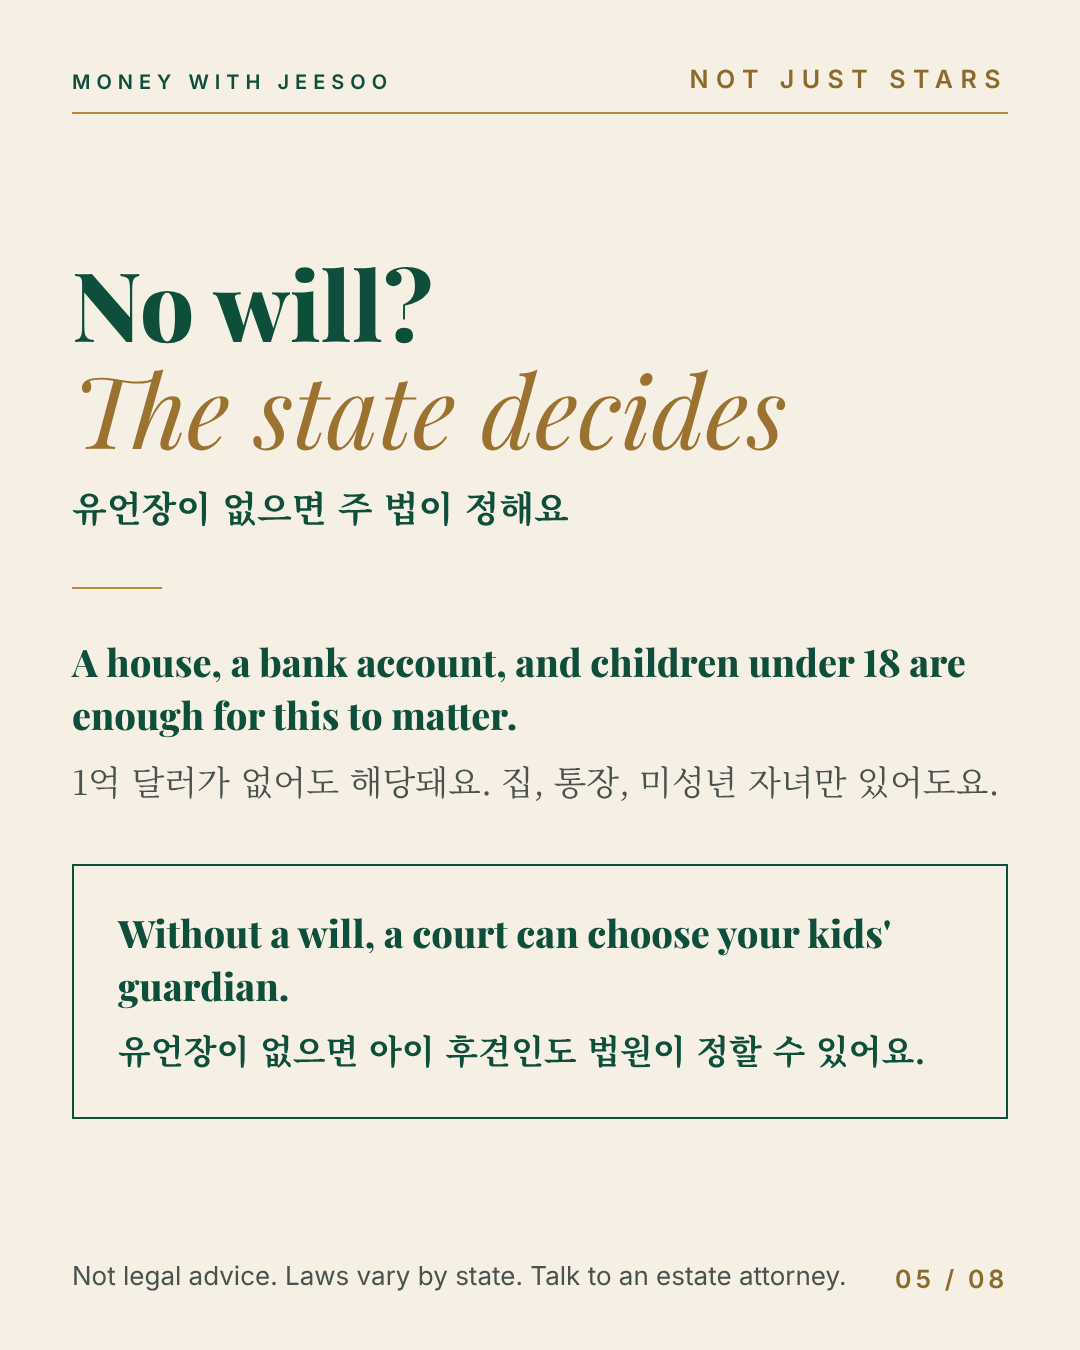 MONEY WITH JEESOO
NOT JUST STARS
No will?
The state decides
유언장이 없으면 주 법이 정해요
A house, a bank account, and children under 18 are
enough for this to matter.
1억 달러가 없어도 해당돼요. 집, 통장, 미성년 자녀만 있어도요.
Without a will, a court can choose your kids'
guardian.
유언장이 없으면 아이 후견인도 법원이 정할 수 있어요.
Not legal advice. Laws vary by state. Talk to an estate attorney.
05 / 08